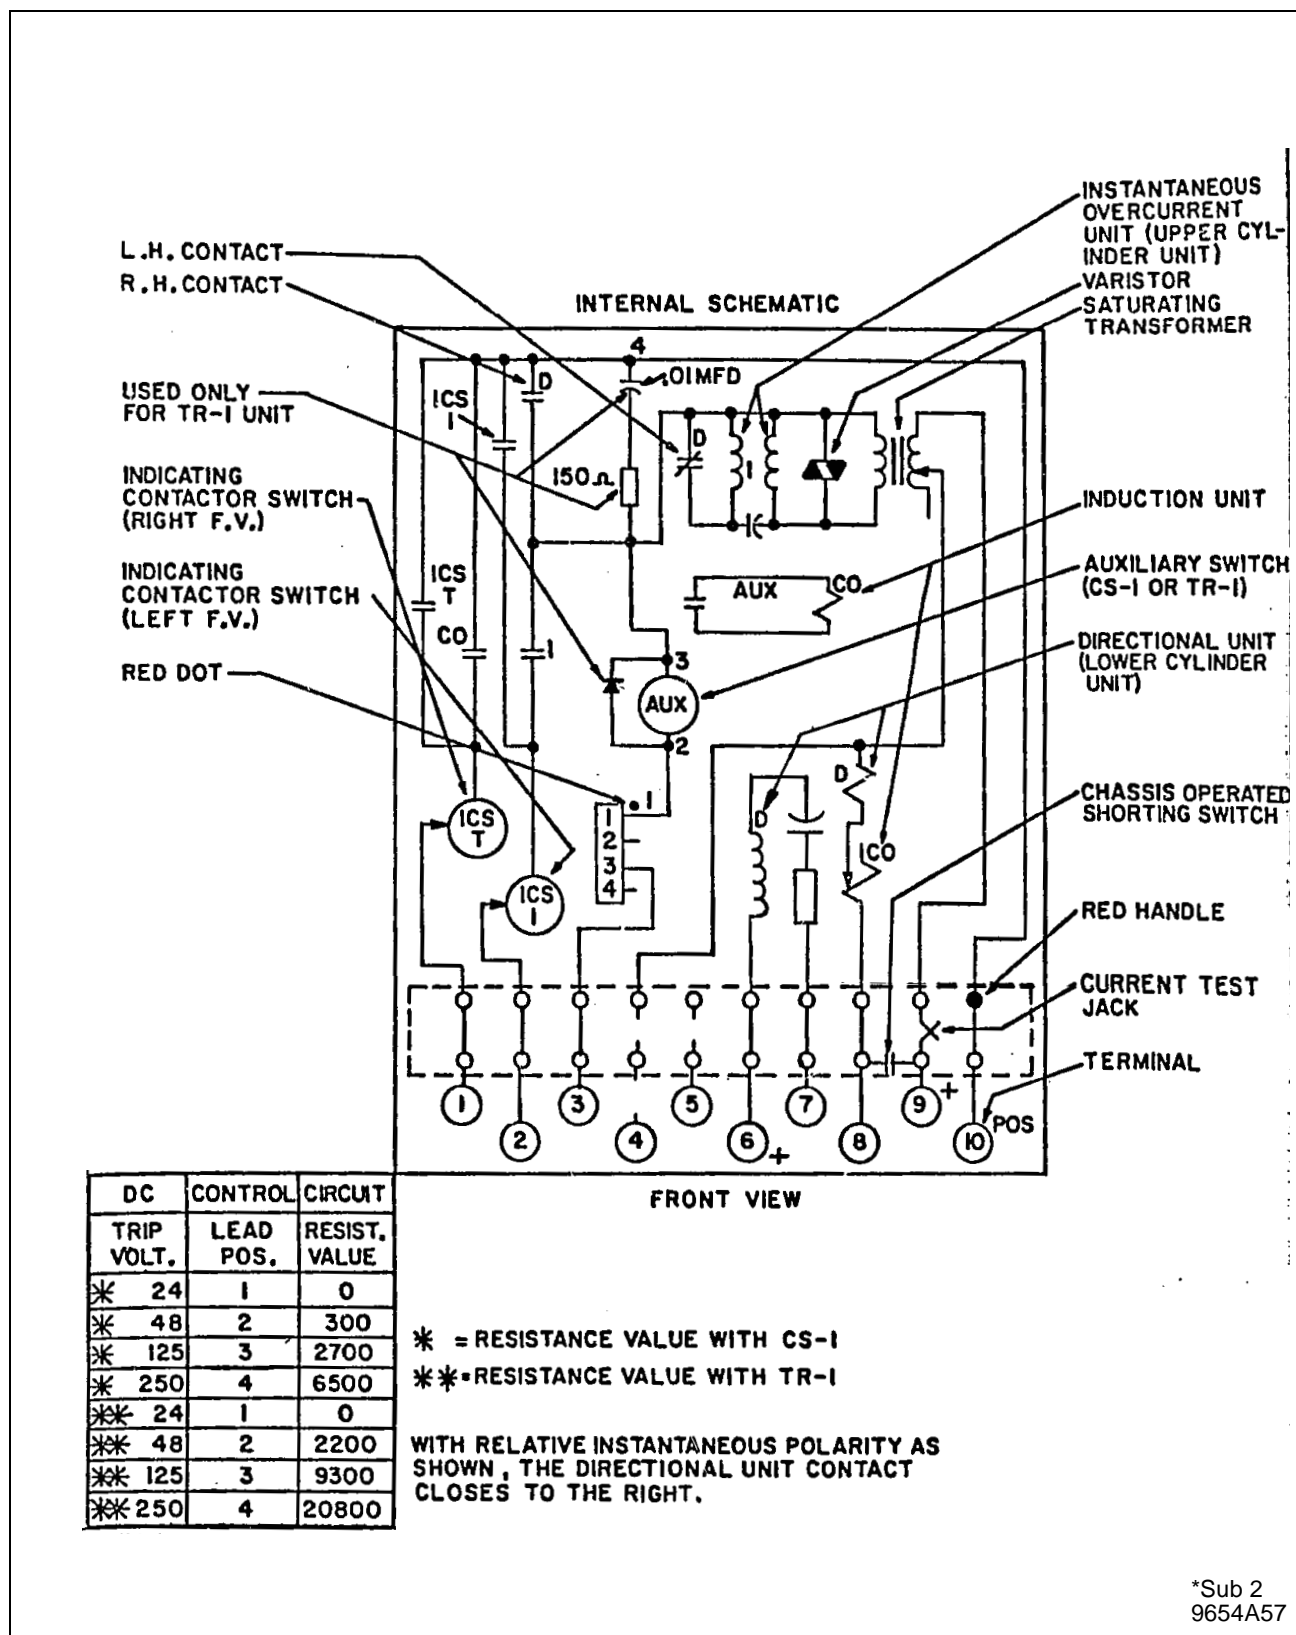 INSTANTANEOUS
OVERCURRENT
UNIT (UPPER CYL-
INDER UNIT)
VARISTOR
SATURATING
TRANSFORMER
L.H. CONTACT
R.H. CONTACT
INTERNAL SCHEMATIC
USED ONLY
FOR TR-1 UNIT
INDICATING
CONTACTOR SWITCH
(RIGHT F.V.)
INDICATING
CONTACTOR SWITCH
(LEFT F.V.)
RED DOT
4
.01MFD
D
ICS
I
D
I
150Ω
INDUCTION UNIT
AUXILIARY SWITCH
(CS-1 OR TR-1)
DIRECTIONAL UNIT
(LOWER CYLINDER
UNIT)
ICS
T
CO
I
AUX
CO
3
AUX
2
D
D
CHASSIS OPERATED
SHORTING SWITCH
ICS
T
ICS
I
1
1
2
3
4
CO
RED HANDLE
CURRENT TEST
JACK
TERMINAL
1 3 5 7 9 +
2 4 6 + 8 10 POS
FRONT VIEW
DC CONTROL CIRCUIT
TRIP VOLT. LEAD POS. RESIST. VALUE
* 24 1 0
* 48 2 300
* 125 3 2700
* 250 4 6500
** 24 1 0
** 48 2 2200
** 125 3 9300
** 250 4 20800
* = RESISTANCE VALUE WITH CS-1
** = RESISTANCE VALUE WITH TR-1
WITH RELATIVE INSTANTANEOUS POLARITY AS
SHOWN, THE DIRECTIONAL UNIT CONTACT
CLOSES TO THE RIGHT.
*Sub 2
9654A57